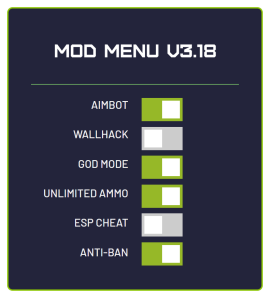 MOD MENU V3.18
AIMBOT
WALLHACK
GOD MODE
UNLIMITED AMMO
ESP CHEAT
ANTI-BAN